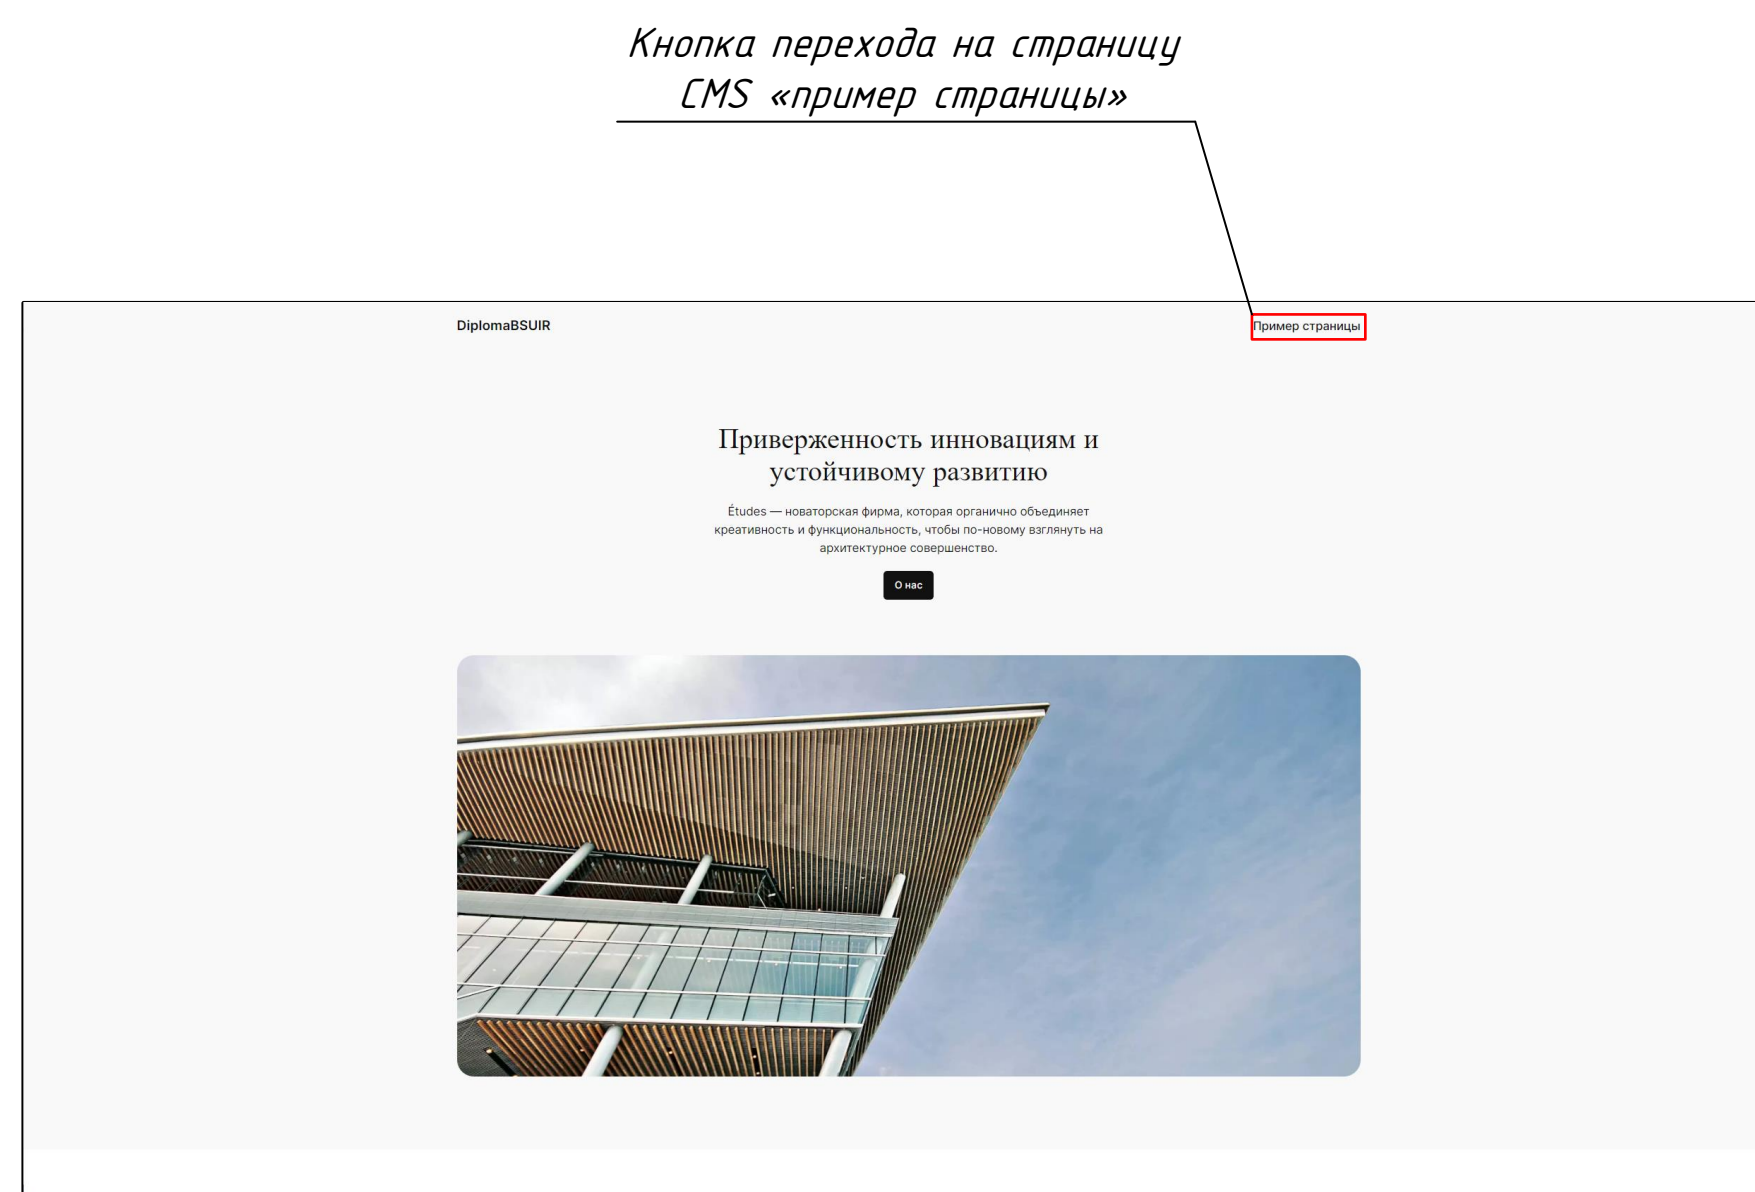 Кнопка перехода на страницу
CMS «пример страницы»
DiplomaBSUIR
Пример страницы
Приверженность инновациям и
устойчивому развитию
Études — новаторская фирма, которая органично объединяет
креативность и функциональность, чтобы по-новому взглянуть на
архитектурное совершенство.
О нас